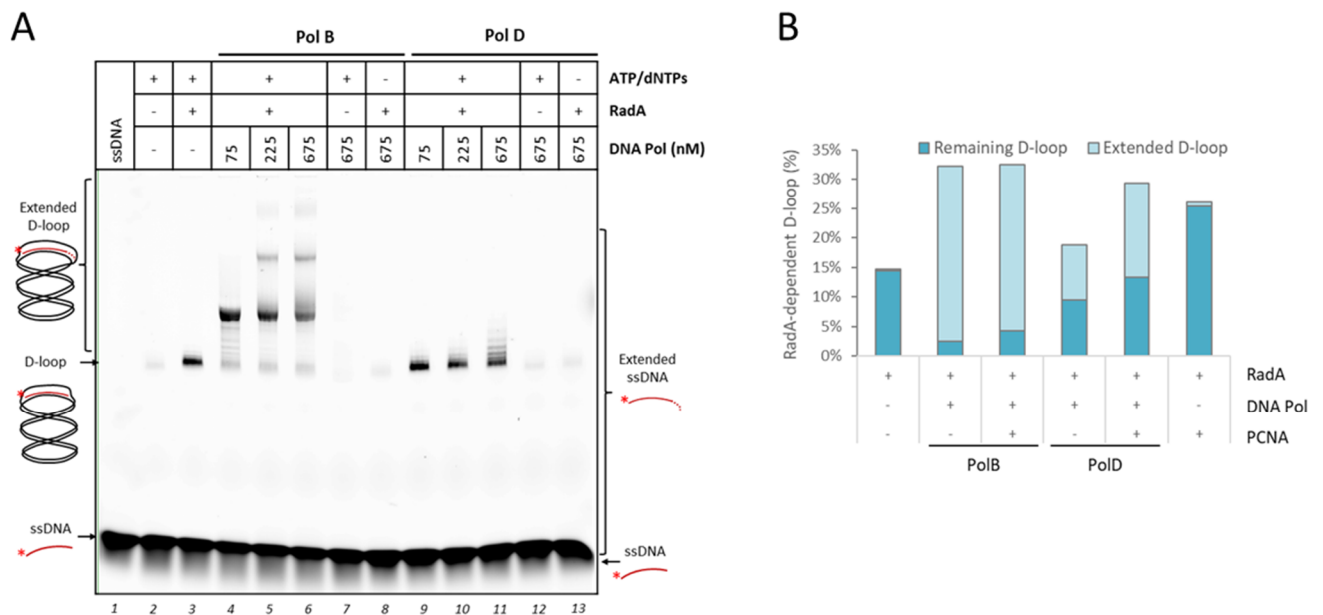 A
Pol B
Pol D
ssDNA
+ + + + - + + - ATP/dNTPs
- + + - + + - + RadA
- - 75 225 675 675 675 75 225 675 675 675 DNA Pol (nM)
Extended
D-loop
*
D-loop
*
ssDNA
*
Extended
ssDNA
*
ssDNA
*
1 2 3 4 5 6 7 8 9 10 11 12 13
B
Remaining D-loop Extended D-loop
RadA-dependent D-loop (%)
35%
30%
25%
20%
15%
10%
5%
0%
+ + + + + + RadA
- + + + + - DNA Pol
- - + - + + PCNA
PolB PolD